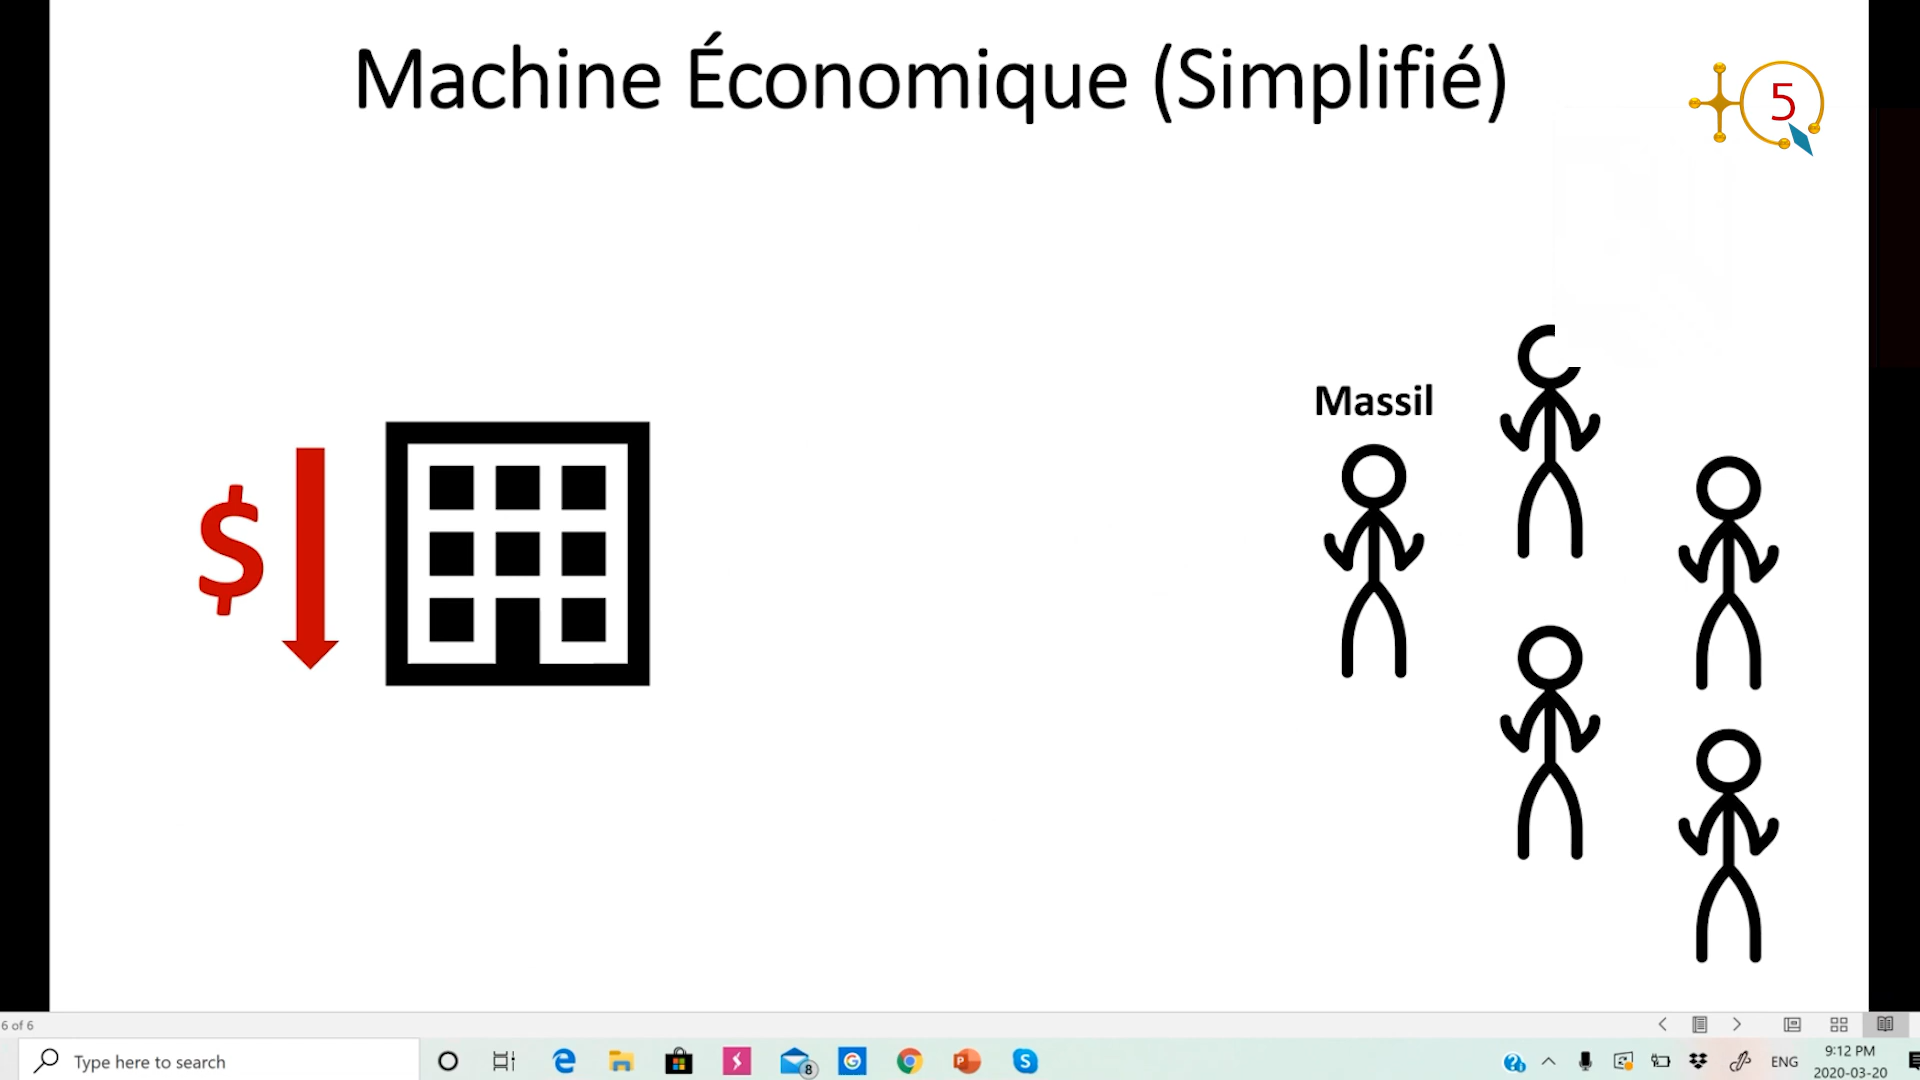 Machine Économique (Simplifié)
5
Massil
$
6 of 6
Type here to search
8
ENG
9:12 PM
2020-03-20